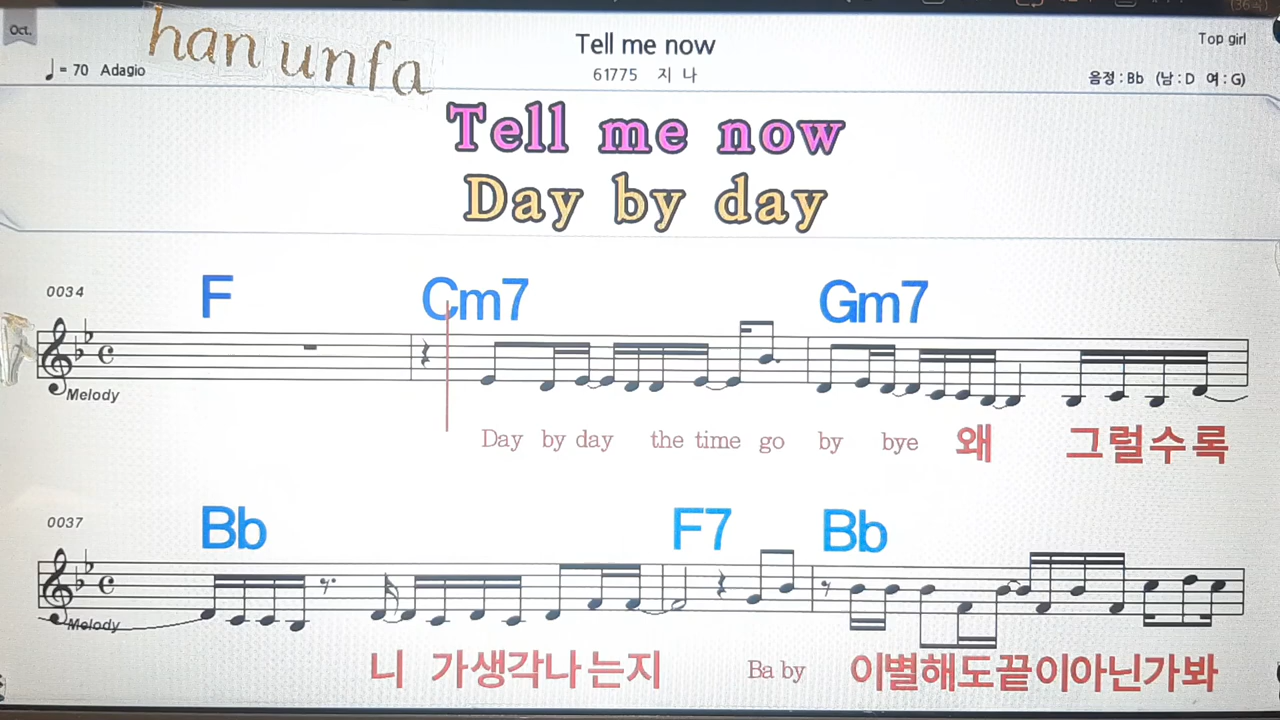 Oct.
han unfa
Tell me now
Top girl
♩= 70 Adagio
61775 지 나
음정 : Bb (남 : D 여 : G)
Tell me now
Day by day
0034
F Cm7 Gm7
Melody
Day by day the time go by bye 왜 그럴수록
0037
Bb F7 Bb
Melody
니 가생각나는지 Ba by 이별해도끝이아닌가봐